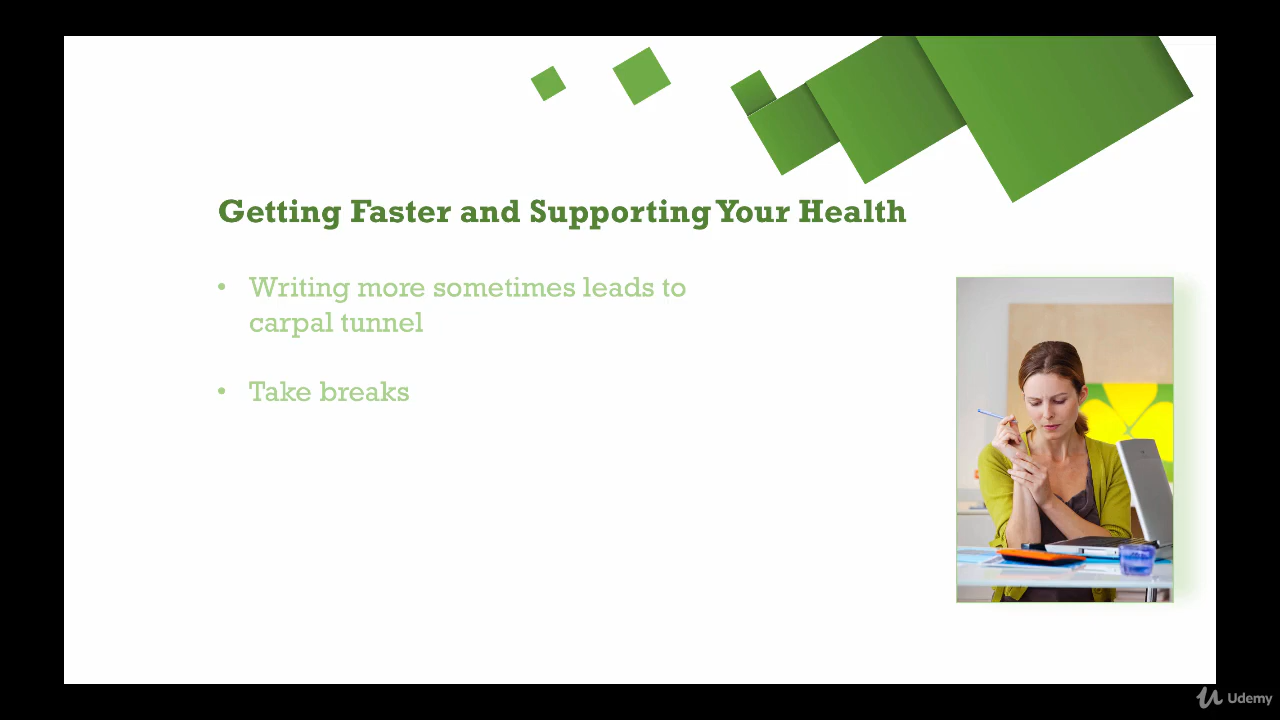 Getting Faster and Supporting Your Health
• Writing more sometimes leads to
carpal tunnel
• Take breaks
Udemy